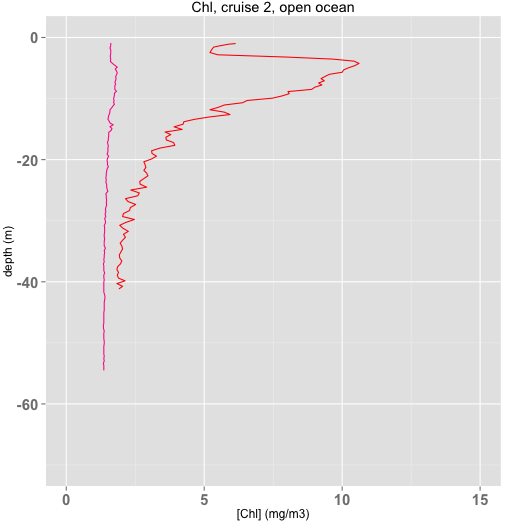 Chl, cruise 2, open ocean
0
-20
-40
-60
depth (m)
0 5 10 15
[Chl] (mg/m3)